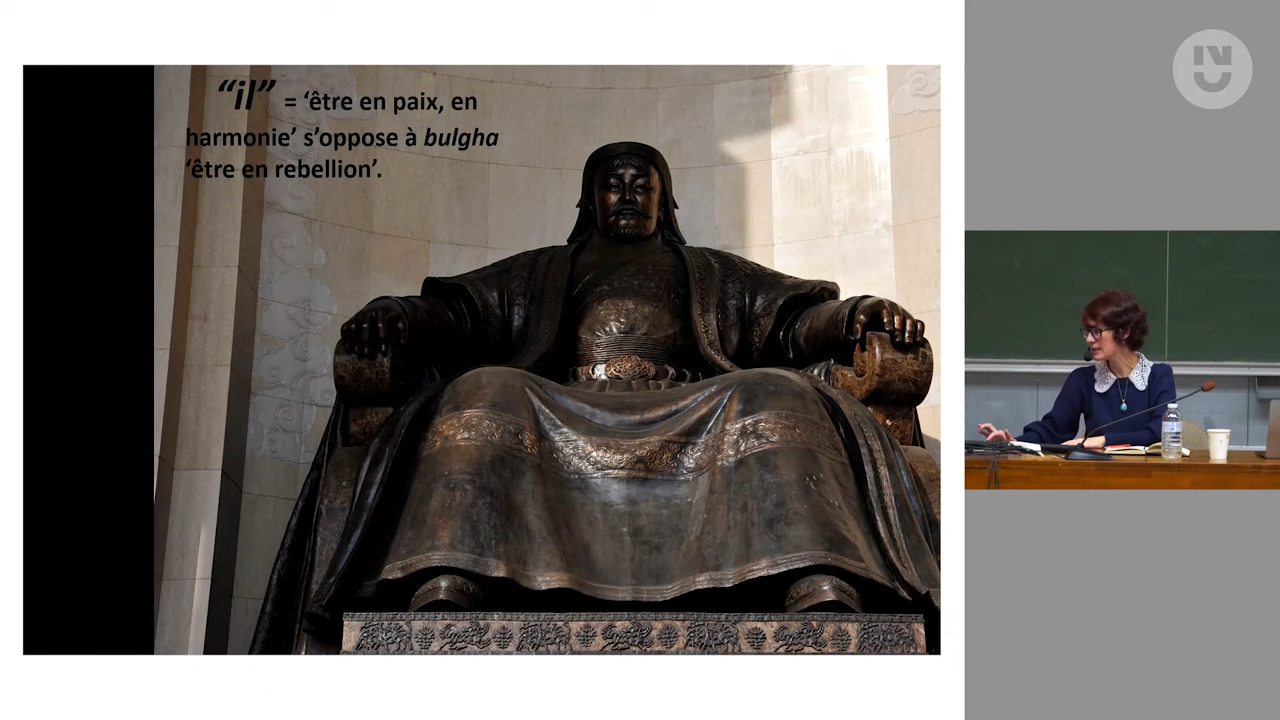 “il” = ‘être en paix, en
harmonie’ s’oppose à bulgha
‘être en rebellion’.